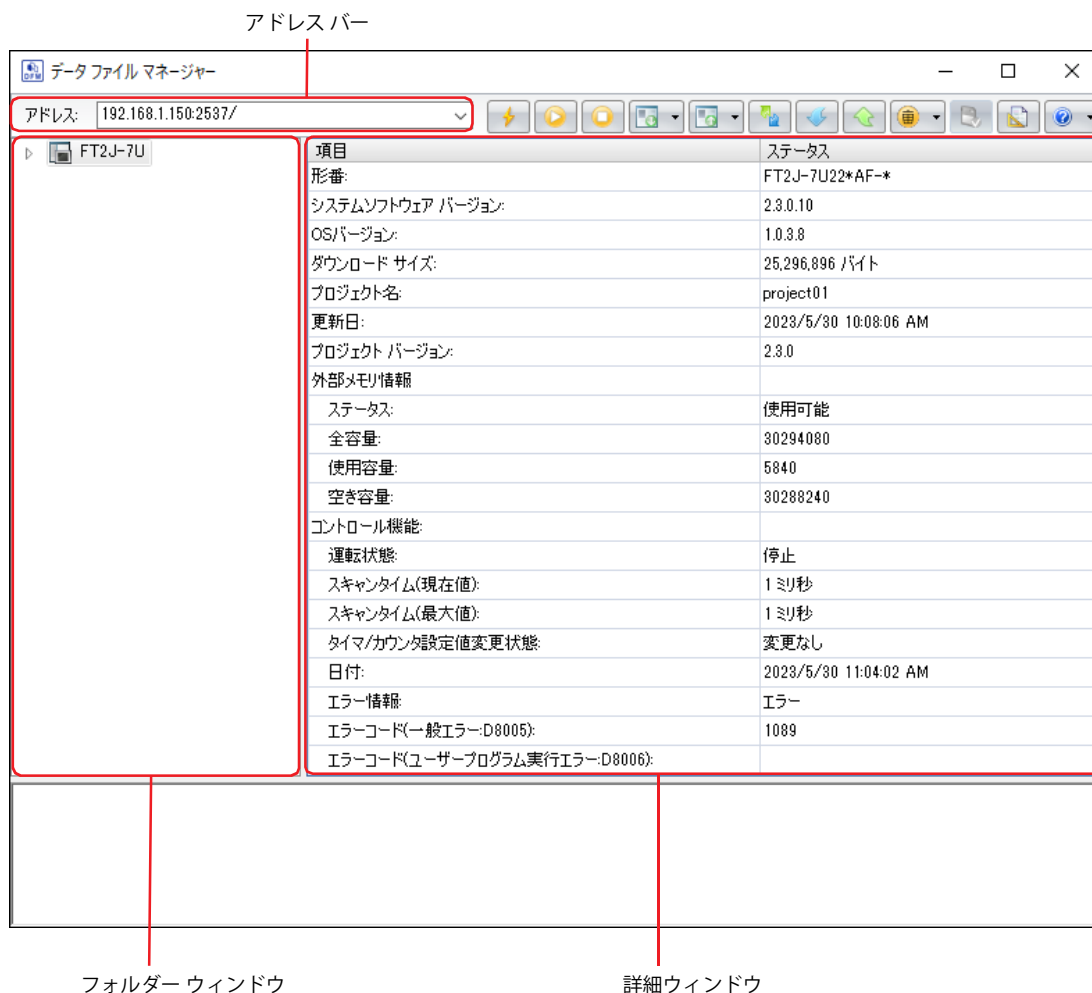 アドレス バー
データ ファイル マネージャー
アドレス: 192.168.1.150:2537/
FT2J-7U
項目 ステータス
形番: FT2J-7U22*AF-*
システムソフトウェア バージョン: 2.3.0.10
OSバージョン: 1.0.3.8
ダウンロード サイズ: 25,296,896 バイト
プロジェクト名: project01
更新日: 2023/5/30 10:08:06 AM
プロジェクト バージョン: 2.3.0
外部メモリ情報
ステータス: 使用可能
全容量: 30294080
使用容量: 5840
空き容量: 30288240
コントロール機能:
運転状態: 停止
スキャンタイム(現在値): 1 ミリ秒
スキャンタイム(最大値): 1 ミリ秒
タイマ/カウンタ設定値変更状態: 変更なし
日付: 2023/5/30 11:04:02 AM
エラー情報: エラー
エラーコード(一般エラー:D8005): 1089
エラーコード(ユーザープログラム実行エラー:D8006):
フォルダー ウィンドウ 詳細ウィンドウ